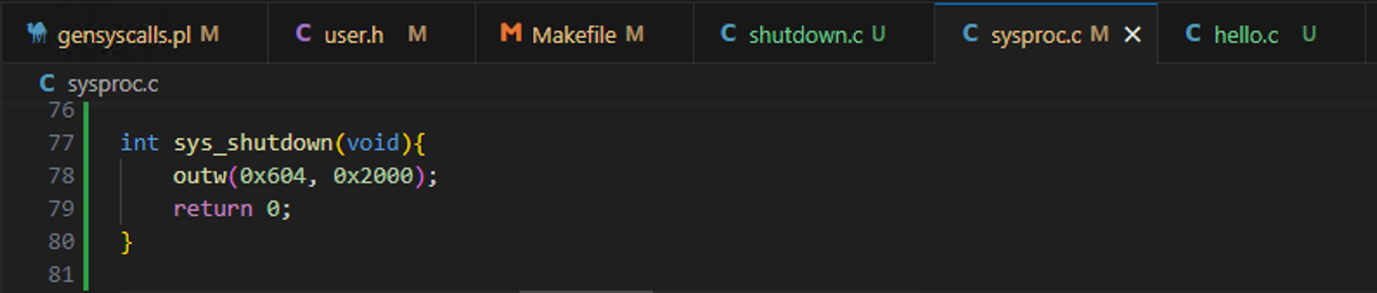 gensyscalls.pl M C user.h M M Makefile M C shutdown.c U C sysproc.c M × C hello.c U
C sysproc.c
76
77 int sys_shutdown(void){
78 outw(0x604, 0x2000);
79 return 0;
80 }
81